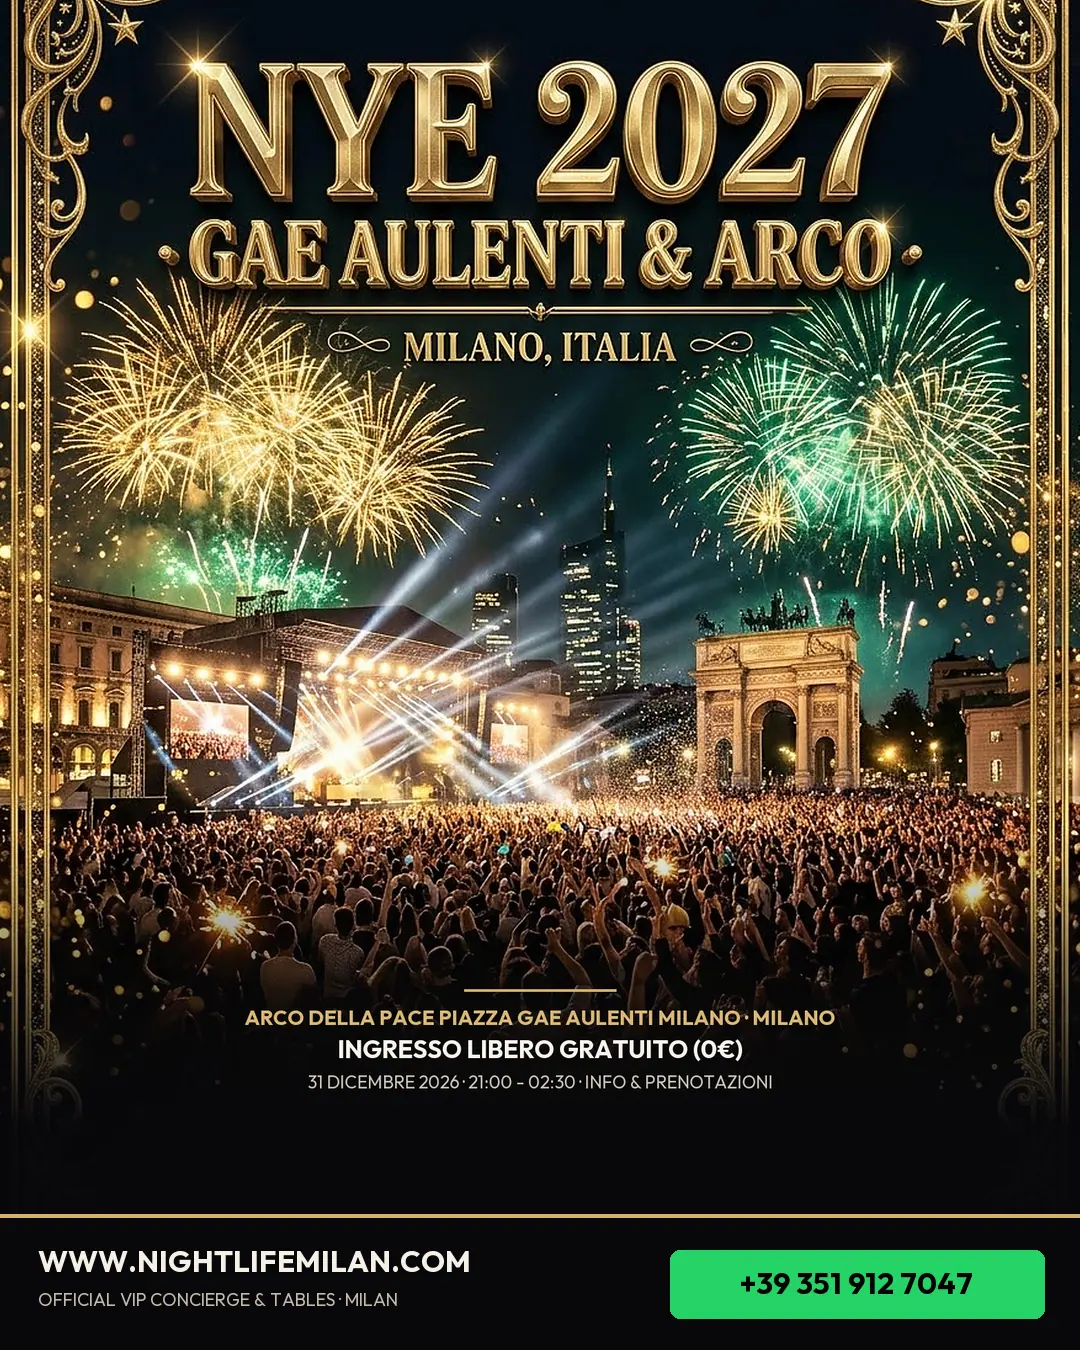 NYE 2027
GAE AULENTI & ARCO
MILANO, ITALIA
ARCO DELLA PACE PIAZZA GAE AULENTI MILANO · MILANO
INGRESSO LIBERO GRATUITO (0€)
31 DICEMBRE 2026 · 21:00 - 02:30 · INFO & PRENOTAZIONI
WWW.NIGHTLIFEMILAN.COM
OFFICIAL VIP CONCIERGE & TABLES · MILAN
+39 351 912 7047